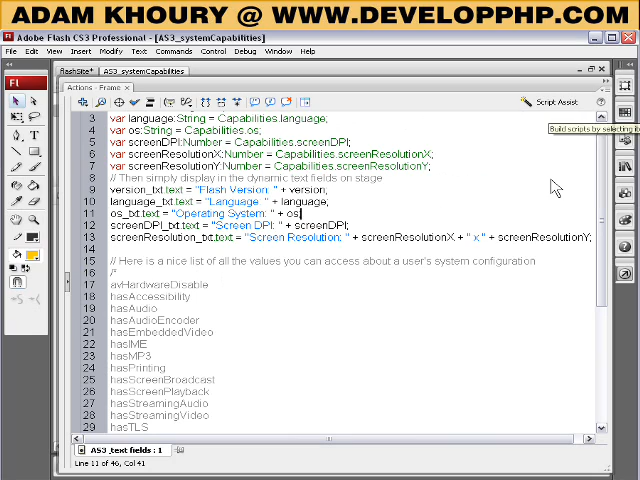 ADAM KHOURY @ WWW.DEVELOPPHP.COM
Adobe Flash CS3 Professional - [AS3_systemCapabilities]
File Edit View Insert Modify Text Commands Control Debug Window Help
flashSite* AS3_systemCapabilities
Fl
Actions - Frame ×
Script Assist
Build scripts by selecting
3 var language:String = Capabilities.language;
4 var os:String = Capabilities.os;
5 var screenDPI:Number = Capabilities.screenDPI;
6 var screenResolutionX:Number = Capabilities.screenResolutionX;
7 var screenResolutionY:Number = Capabilities.screenResolutionY;
8 // Then simply display in the dynamic text fields on stage
9 version_txt.text = "Flash Version: " + version;
10 language_txt.text = "Language: " + language;
11 os_txt.text = "Operating System: " + os;
12 screenDPI_txt.text = "Screen DPI: " + screenDPI;
13 screenResolution_txt.text = "Screen Resolution: " + screenResolutionX + " x " + screenResolutionY;
14
15 // Here is a nice list of all the values you can access about a user's system configuration
16 /*
17 avHardwareDisable
18 hasAccessibility
19 hasAudio
20 hasAudioEncoder
21 hasEmbeddedVideo
22 hasIME
23 hasMP3
24 hasPrinting
25 hasScreenBroadcast
26 hasScreenPlayback
27 hasStreamingAudio
28 hasStreamingVideo
29 hasTLS
AS3_text fields : 1
Line 11 of 46, Col 41